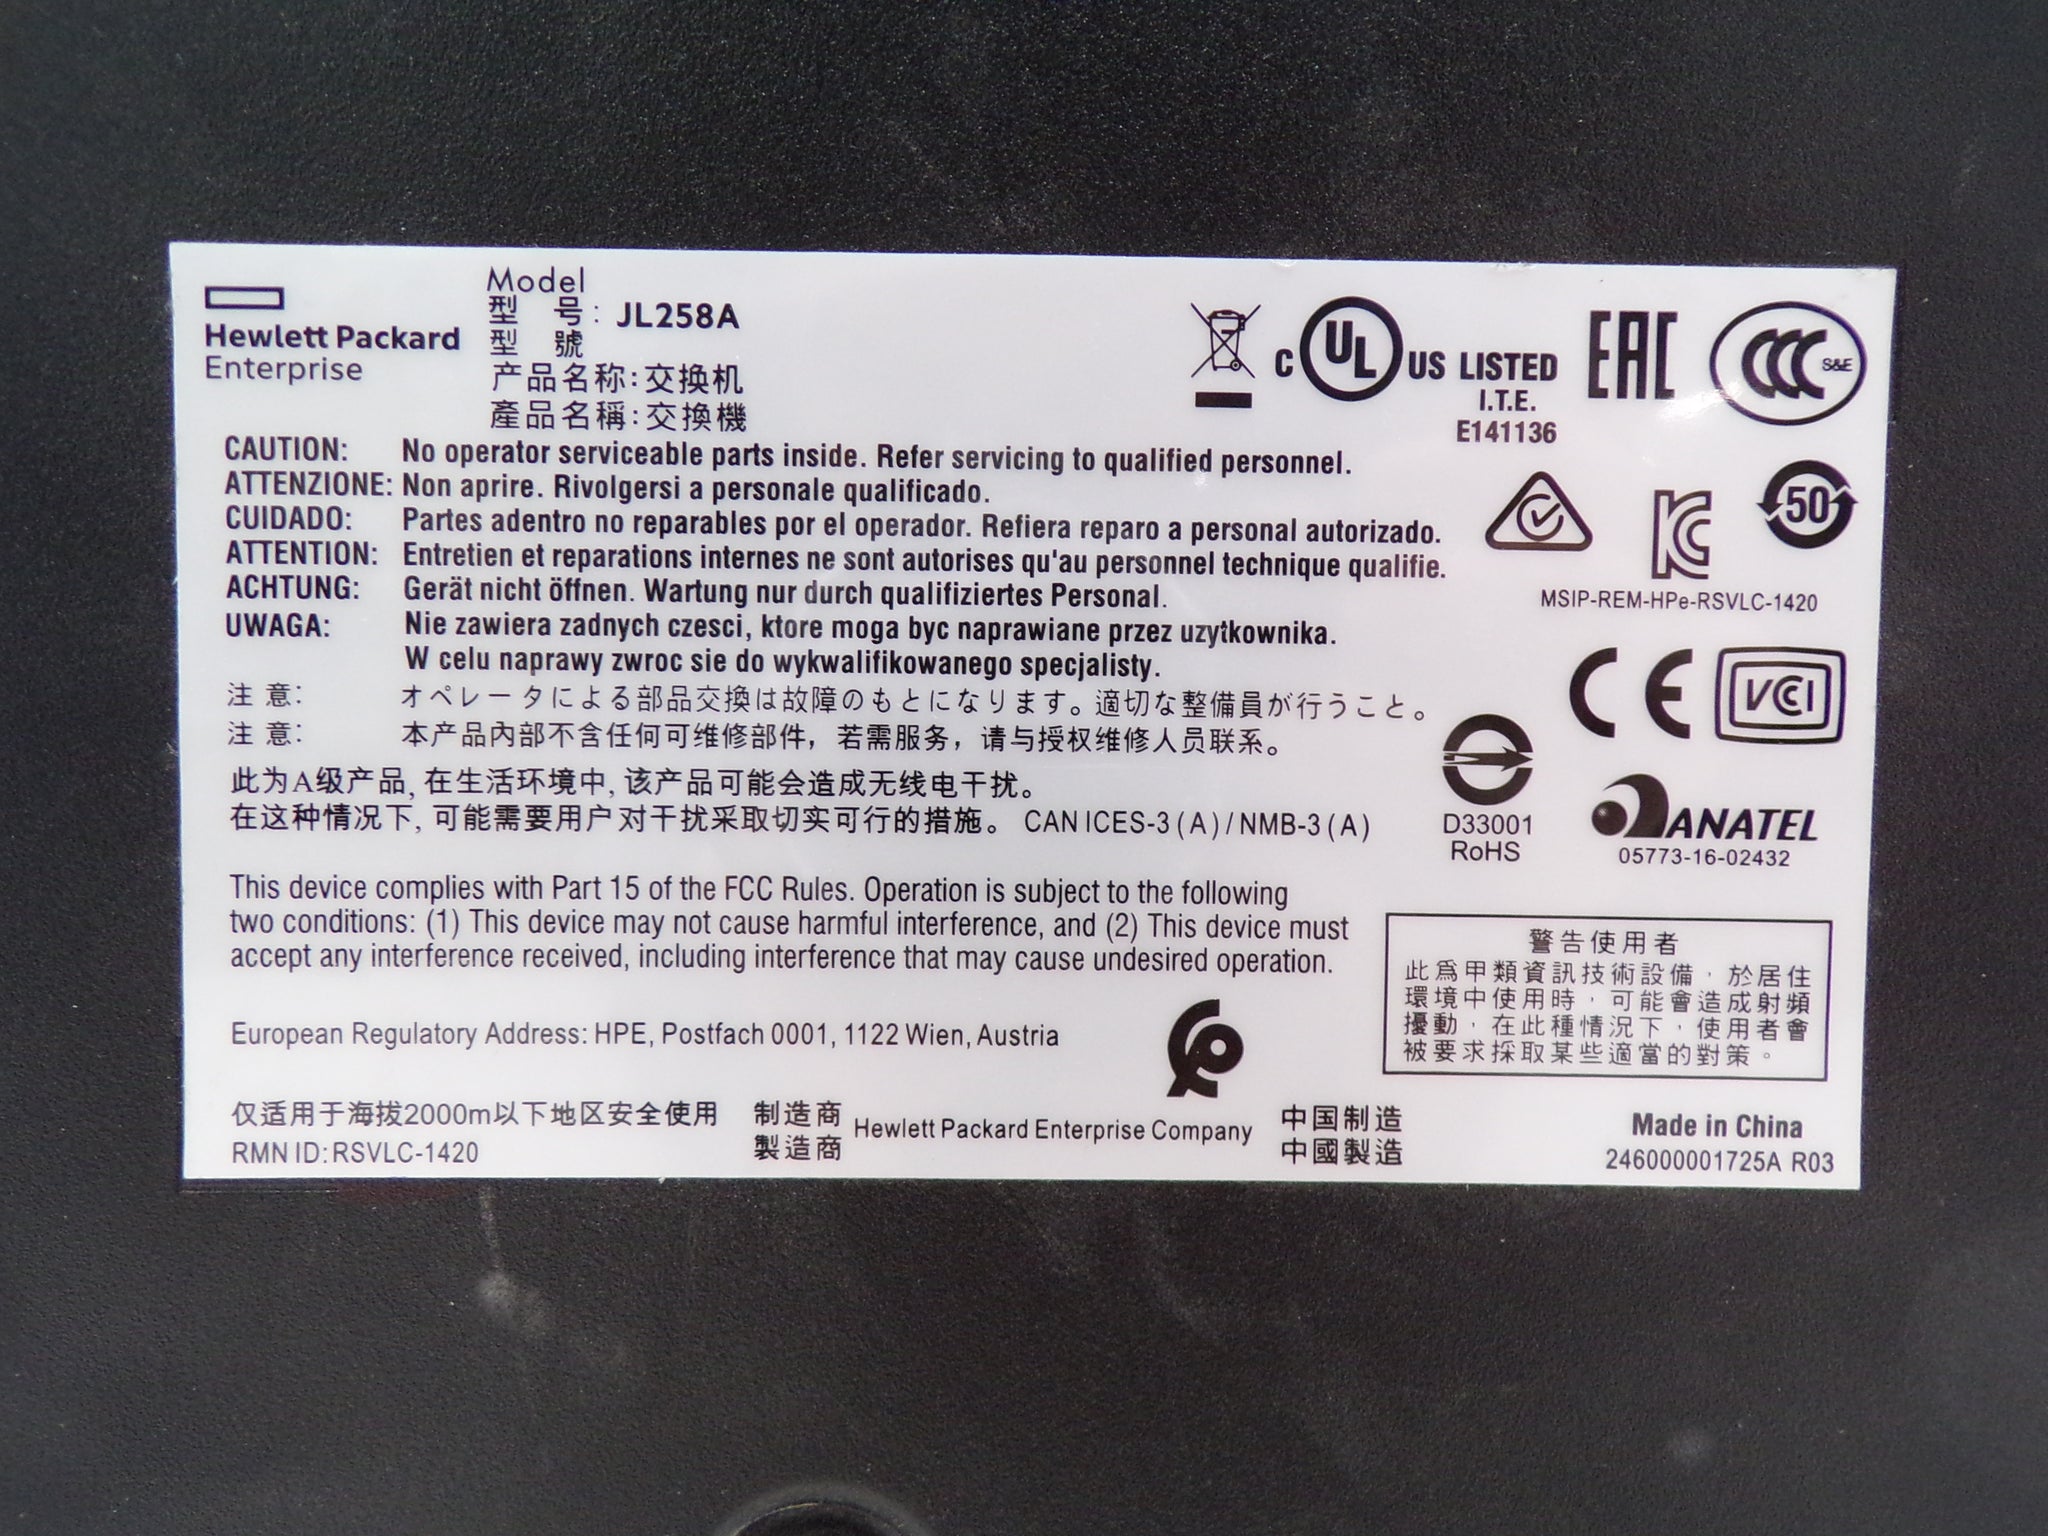 Hewlett Packard
Enterprise
Model
型 号: JL258A
型 號
产品名称:交换机
產品名稱:交換機
C UL US LISTED
I.T.E.
E141136
EAC
CCC S&E
CAUTION: No operator serviceable parts inside. Refer servicing to qualified personnel.
ATTENZIONE: Non aprire. Rivolgersi a personale qualificado.
CUIDADO: Partes adentro no reparables por el operador. Refiera reparo a personal autorizado.
ATTENTION: Entretien et reparations internes ne sont autorises qu'au personnel technique qualifie.
ACHTUNG: Gerät nicht öffnen. Wartung nur durch qualifiziertes Personal.
UWAGA: Nie zawiera zadnych czesci, ktore moga byc naprawiane przez uzytkownika.
W celu naprawy zwroc sie do wykwalifikowanego specjalisty.
注 意: オペレータによる部品交換は故障のもとになります。適切な整備員が行うこと。
注 意: 本产品内部不含任何可维修部件，若需服务，请与授权维修人员联系。
此为A级产品, 在生活环境中, 该产品可能会造成无线电干扰。
在这种情况下, 可能需要用户对干扰采取切实可行的措施。 CAN ICES-3 (A) / NMB-3 (A)
50
MSIP-REM-HPe-RSVLC-1420
CE
VCI
D33001
RoHS
ANATEL
05773-16-02432
This device complies with Part 15 of the FCC Rules. Operation is subject to the following
two conditions: (1) This device may not cause harmful interference, and (2) This device must
accept any interference received, including interference that may cause undesired operation.
警告使用者
此為甲類資訊技術設備，於居住
環境中使用時，可能會造成射頻
擾動，在此種情況下，使用者會
被要求採取某些適當的對策。
European Regulatory Address: HPE, Postfach 0001, 1122 Wien, Austria
仅适用于海拔2000m以下地区安全使用
RMN ID: RSVLC-1420
制造商
製造商
Hewlett Packard Enterprise Company
中国制造
中國製造
Made in China
246000001725A R03